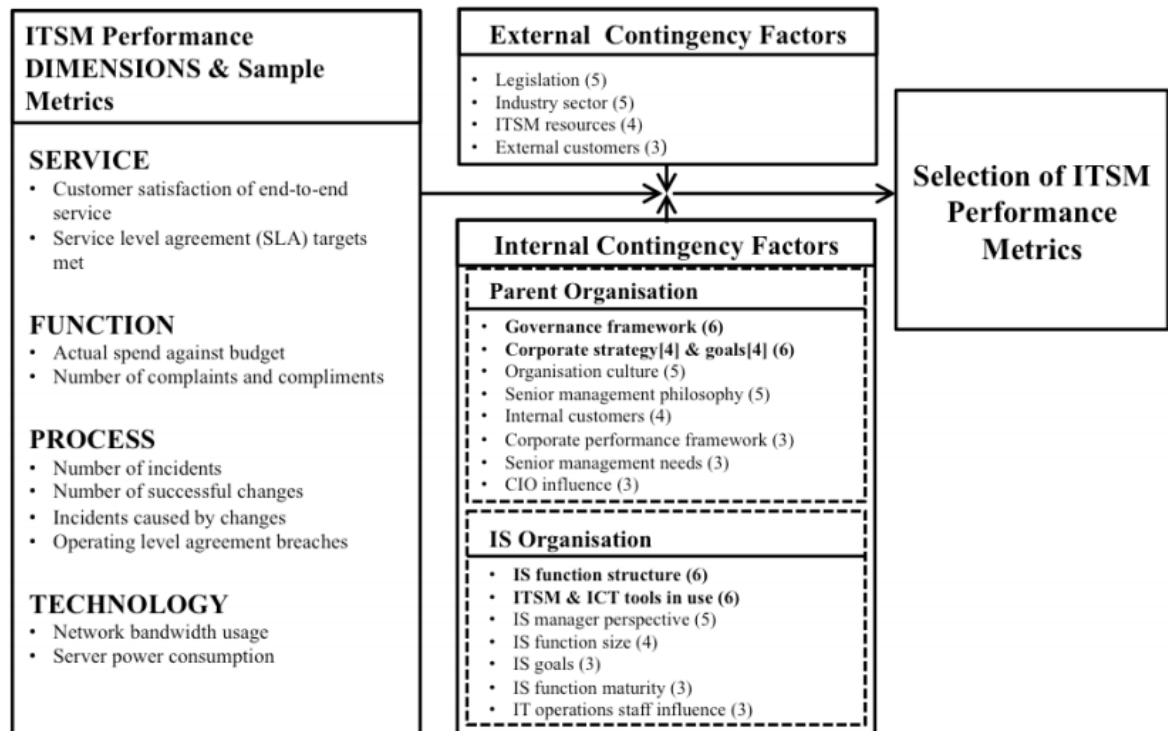 ITSM Performance
DIMENSIONS & Sample
Metrics
SERVICE
• Customer satisfaction of end-to-end
service
• Service level agreement (SLA) targets
met
FUNCTION
• Actual spend against budget
• Number of complaints and compliments
PROCESS
• Number of incidents
• Number of successful changes
• Incidents caused by changes
• Operating level agreement breaches
TECHNOLOGY
• Network bandwidth usage
• Server power consumption
External Contingency Factors
• Legislation (5)
• Industry sector (5)
• ITSM resources (4)
• External customers (3)
Internal Contingency Factors
Parent Organisation
• Governance framework (6)
• Corporate strategy[4] & goals[4] (6)
• Organisation culture (5)
• Senior management philosophy (5)
• Internal customers (4)
• Corporate performance framework (3)
• Senior management needs (3)
• CIO influence (3)
IS Organisation
• IS function structure (6)
• ITSM & ICT tools in use (6)
• IS manager perspective (5)
• IS function size (4)
• IS goals (3)
• IS function maturity (3)
• IT operations staff influence (3)
Selection of ITSM
Performance
Metrics